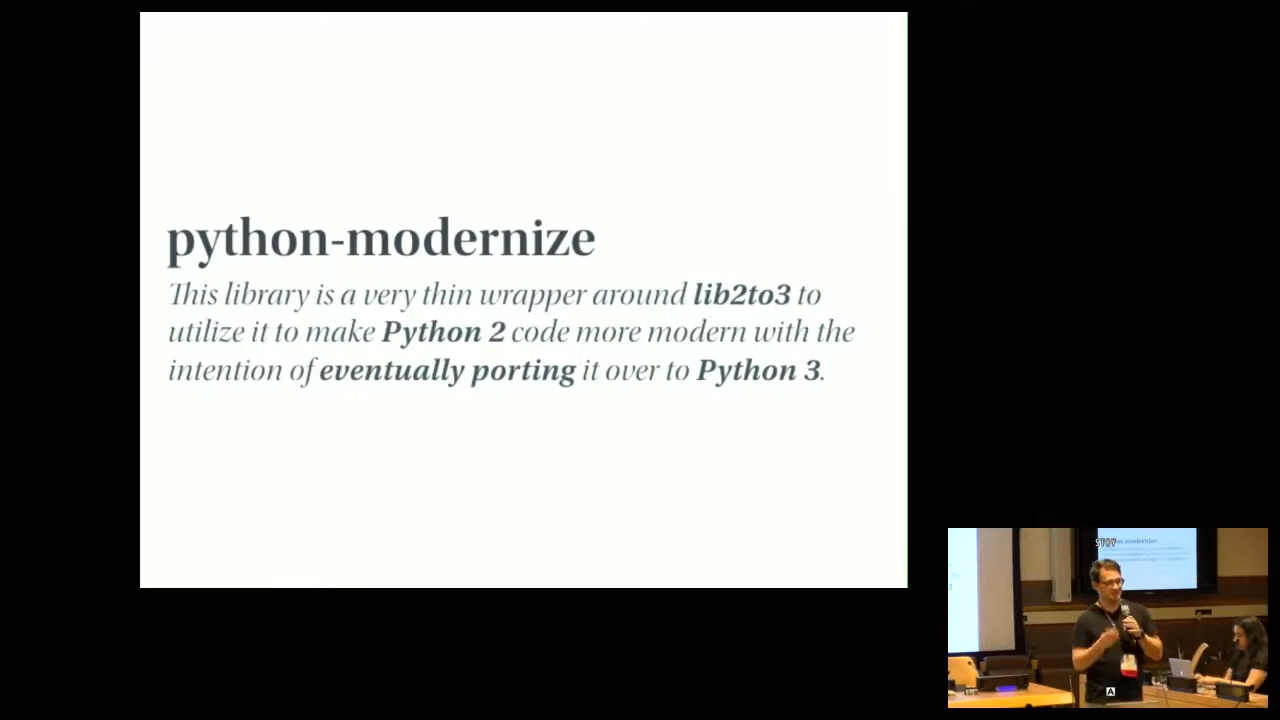 python-modernize
This library is a very thin wrapper around lib2to3 to
utilize it to make Python 2 code more modern with the
intention of eventually porting it over to Python 3.